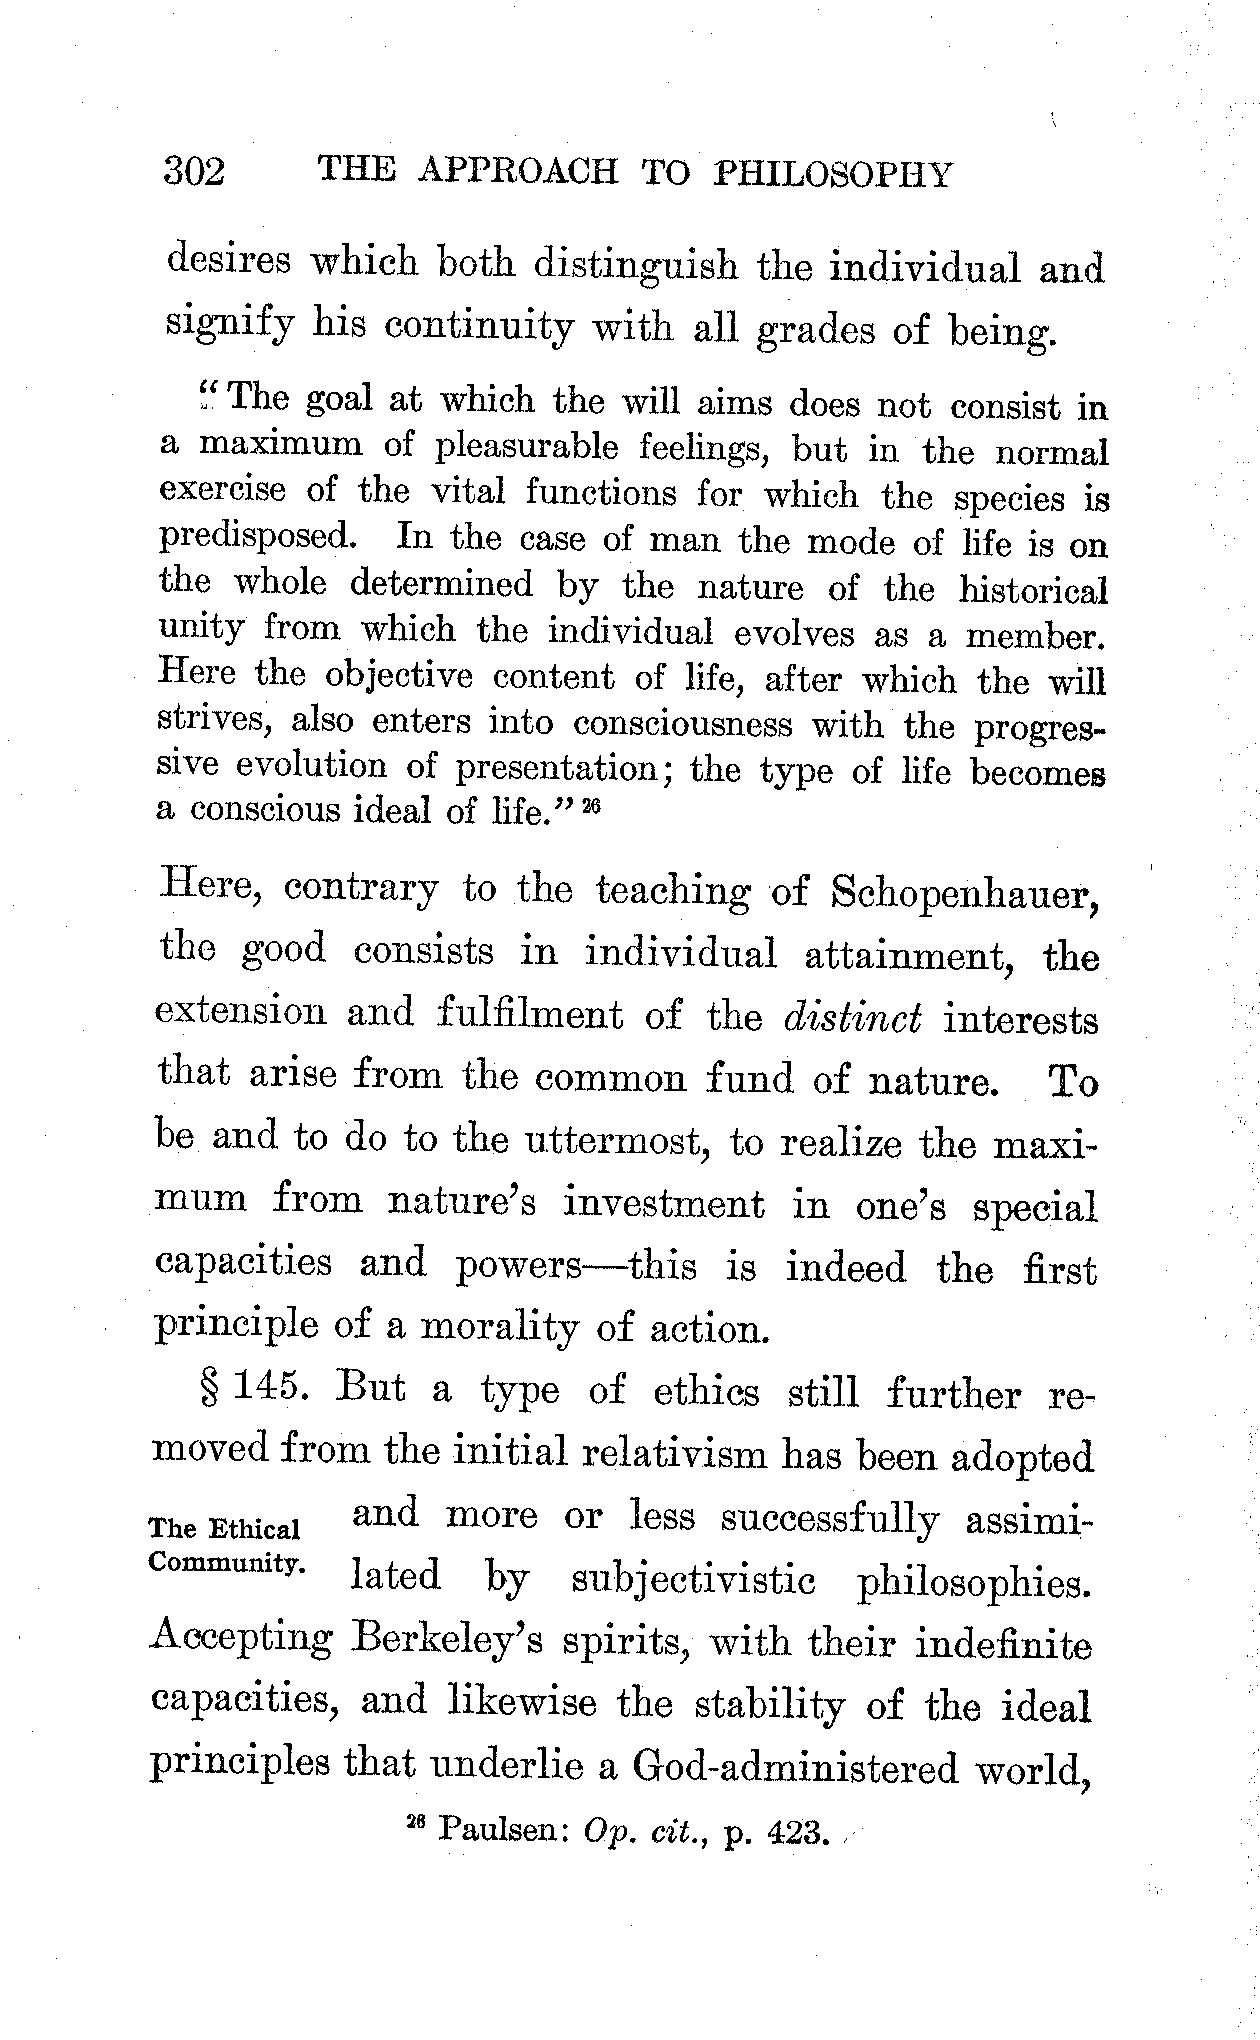 302 THE APPROACH TO PHILOSOPHY
desires which both distinguish the individual and
signify his continuity with all grades of being.
“The goal at which the will aims does not consist in
a maximum of pleasurable feelings, but in the normal
exercise of the vital functions for which the species is
predisposed. In the case of man the mode of life is on
the whole determined by the nature of the historical
unity from which the individual evolves as a member.
Here the objective content of life, after which the will
strives, also enters into consciousness with the progres-
sive evolution of presentation; the type of life becomes
a conscious ideal of life.” 26
Here, contrary to the teaching of Schopenhauer,
the good consists in individual attainment, the
extension and fulfilment of the distinct interests
that arise from the common fund of nature. To
be and to do to the uttermost, to realize the maxi-
mum from nature’s investment in one’s special
capacities and powers—this is indeed the first
principle of a morality of action.
§ 145. But a type of ethics still further re-
moved from the initial relativism has been adopted
The Ethical
Community.
and more or less successfully assimi-
lated by subjectivistic philosophies.
Accepting Berkeley’s spirits, with their indefinite
capacities, and likewise the stability of the ideal
principles that underlie a God-administered world,
26 Paulsen: Op. cit., p. 423.